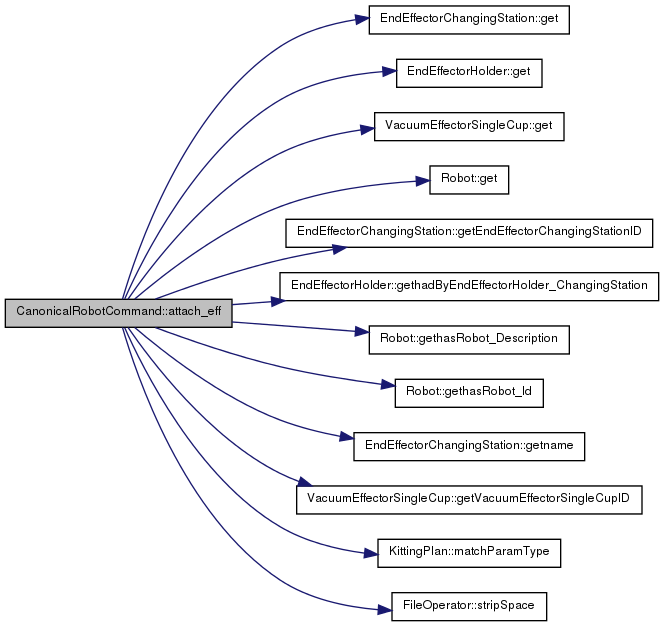 EndEffectorChangingStation::get
EndEffectorHolder::get
VacuumEffectorSingleCup::get
Robot::get
EndEffectorChangingStation::getEndEffectorChangingStationID
EndEffectorHolder::gethadByEndEffectorHolder_ChangingStation
CanonicalRobotCommand::attach_eff
Robot::gethasRobot_Description
Robot::gethasRobot_Id
EndEffectorChangingStation::getname
VacuumEffectorSingleCup::getVacuumEffectorSingleCupID
KittingPlan::matchParamType
FileOperator::stripSpace